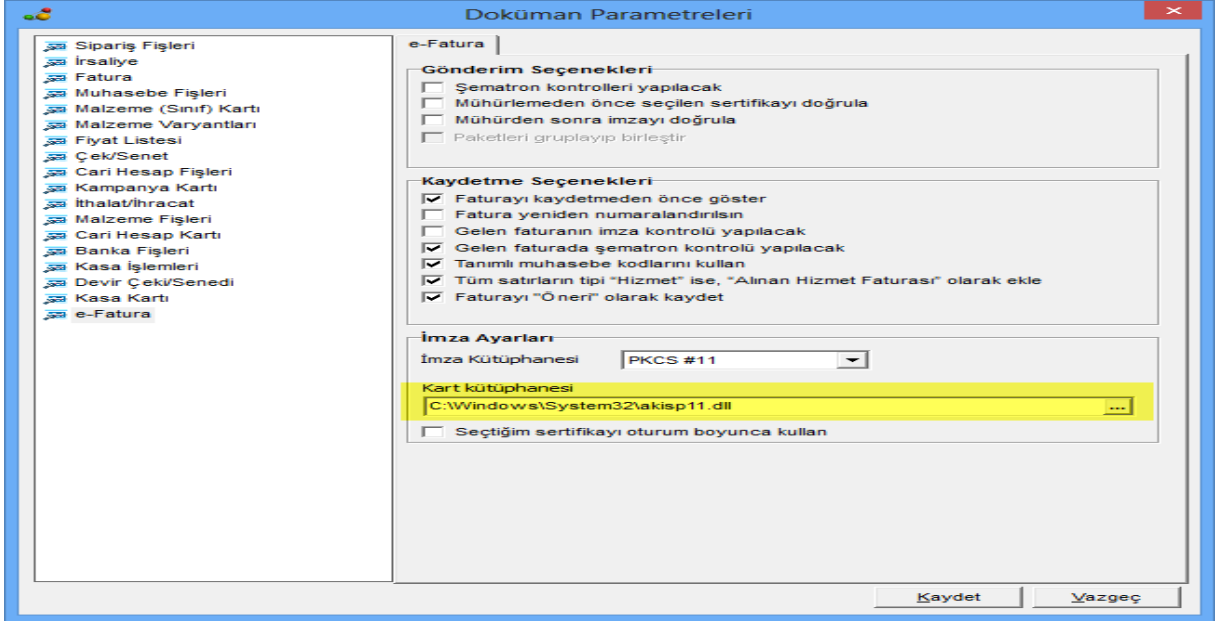 Doküman Parametreleri
Sipariş Fişleri
İrsaliye
Fatura
Muhasebe Fişleri
Malzeme (Sınıf) Kartı
Malzeme Varyantları
Fiyat Listesi
Çek/Senet
Cari Hesap Fişleri
Kampanya Kartı
İthalat/İhracat
Malzeme Fişleri
Cari Hesap Kartı
Banka Fişleri
Kasa İşlemleri
Devir Çeki/Senedi
Kasa Kartı
e-Fatura
e-Fatura
Gönderim Seçenekleri
Şematron kontrolleri yapılacak
Mühürlemeden önce seçilen sertifikayı doğrula
Mühürden sonra imzayı doğrula
Paketleri gruplayıp birleştir
Kaydetme Seçenekleri
Faturayı kaydetmeden önce göster
Fatura yeniden numaralandırılsın
Gelen faturanın imza kontrolü yapılacak
Gelen faturada şematron kontrolü yapılacak
Tanımlı muhasebe kodlarını kullan
Tüm satırların tipi "Hizmet" ise, "Alınan Hizmet Faturası" olarak ekle
Faturayı "Öneri" olarak kaydet
İmza Ayarları
İmza Kütüphanesi PKCS #11
Kart kütüphanesi
C:\Windows\System32\akisp11.dll ...
Seçtiğim sertifikayı oturum boyunca kullan
Kaydet Vazgeç